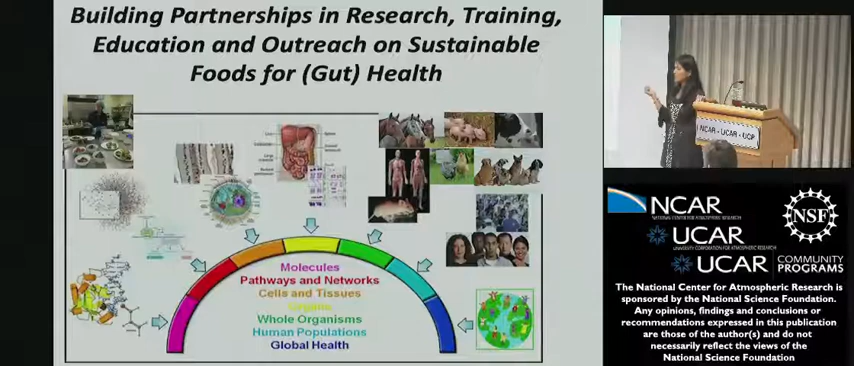 Building Partnerships in Research, Training,
Education and Outreach on Sustainable
Foods for (Gut) Health
Molecules
Pathways and Networks
Cells and Tissues
Organs
Whole Organisms
Human Populations
Global Health
NCAR - UCAR - UCP
NCAR
NATIONAL CENTER FOR ATMOSPHERIC RESEARCH
UCAR
UNIVERSITY CORPORATION FOR ATMOSPHERIC RESEARCH
UCAR
COMMUNITY
PROGRAMS
NSF
The National Center for Atmospheric Research is
sponsored by the National Science Foundation.
Any opinions, findings and conclusions or
recommendations expressed in this publication
are those of the author(s) and do not
necessarily reflect the views of the
National Science Foundation